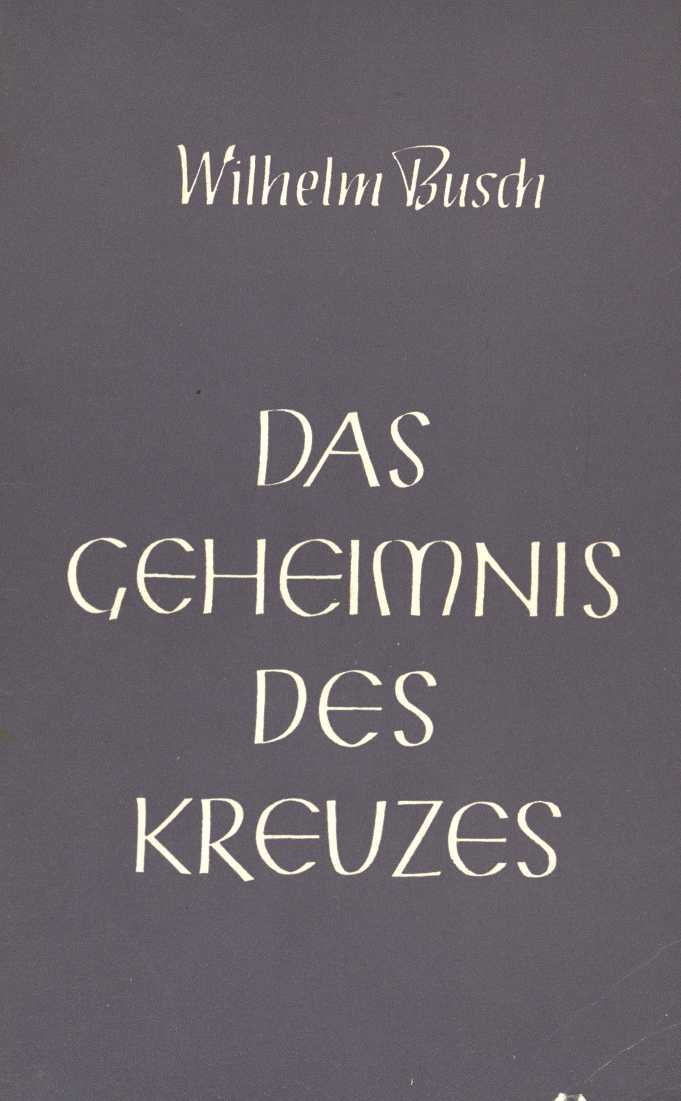 Wilhelm Busch
DAS
GEHEIMNIS
DES
KREUZES